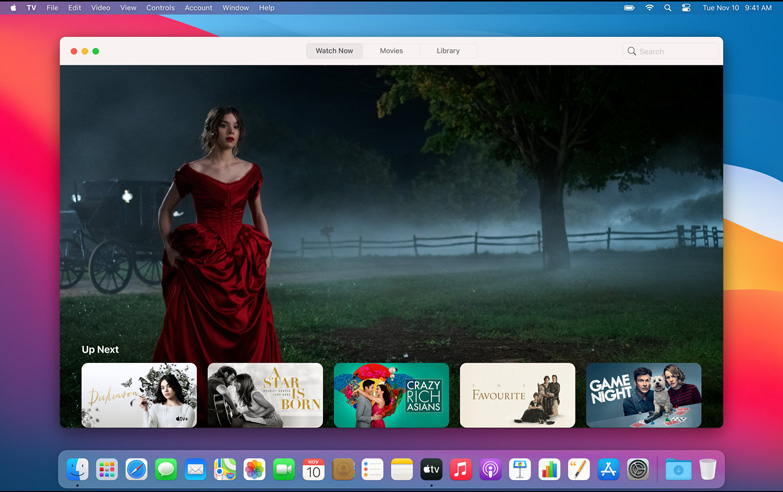 TV File Edit Video View Controls Account Window Help Tue Nov 10 9:41 AM
Watch Now Movies Library Search
Up Next
Dickinson
tv+
A
STAR
IS
BORN
CRAZY
RICH
ASIANS
THE
FAVOURITE
GAME
NIGHT
NOV
10
tv